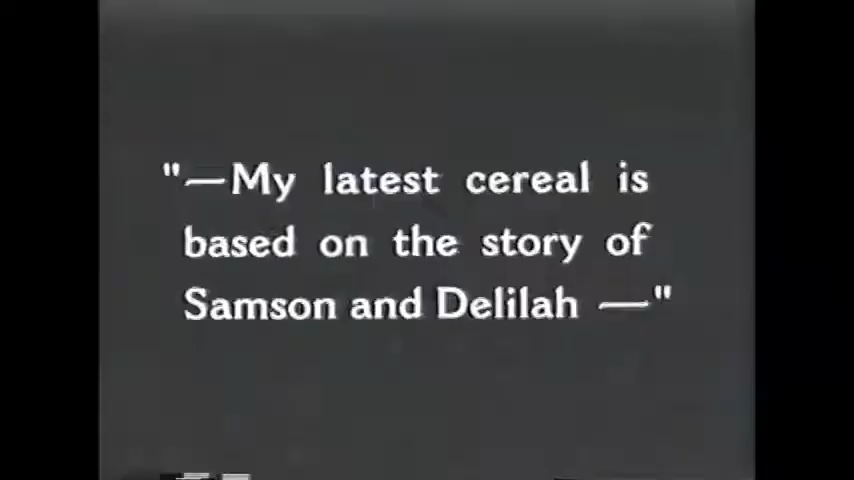 "—My latest cereal is
based on the story of
Samson and Delilah —"